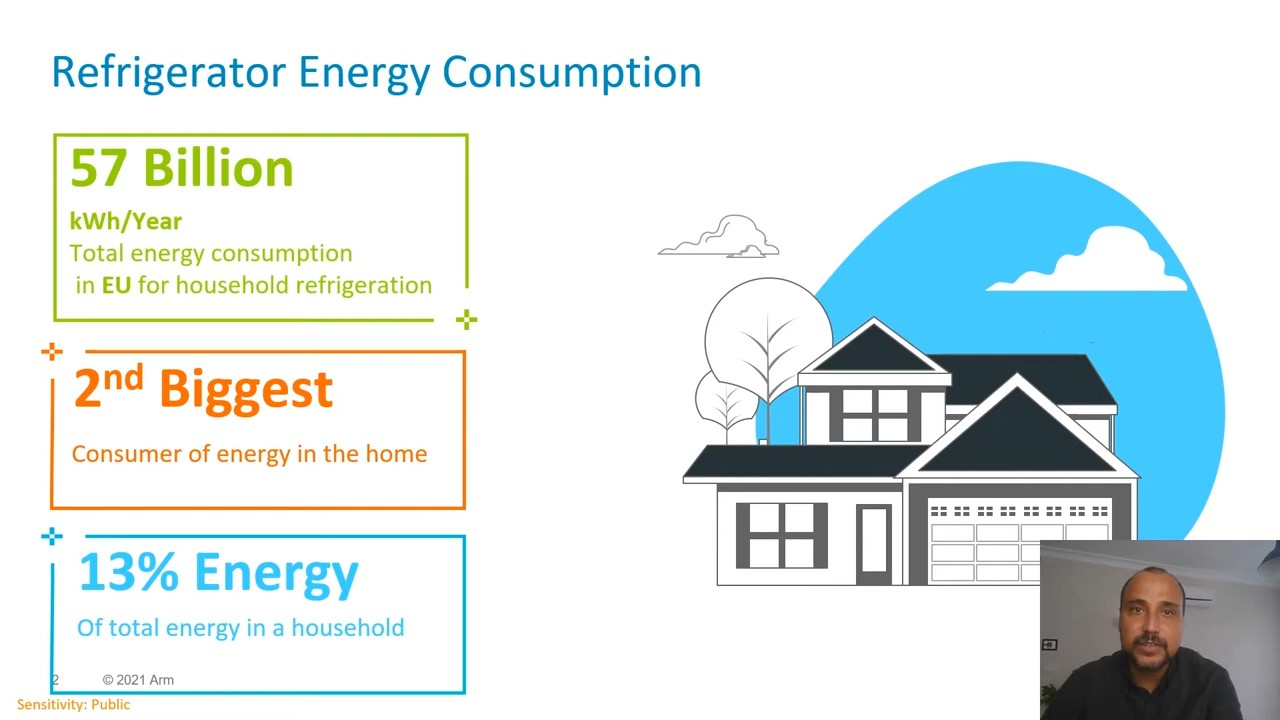 Refrigerator Energy Consumption
57 Billion
kWh/Year
Total energy consumption
in EU for household refrigeration
2nd Biggest
Consumer of energy in the home
13% Energy
Of total energy in a household
2 © 2021 Arm
Sensitivity: Public